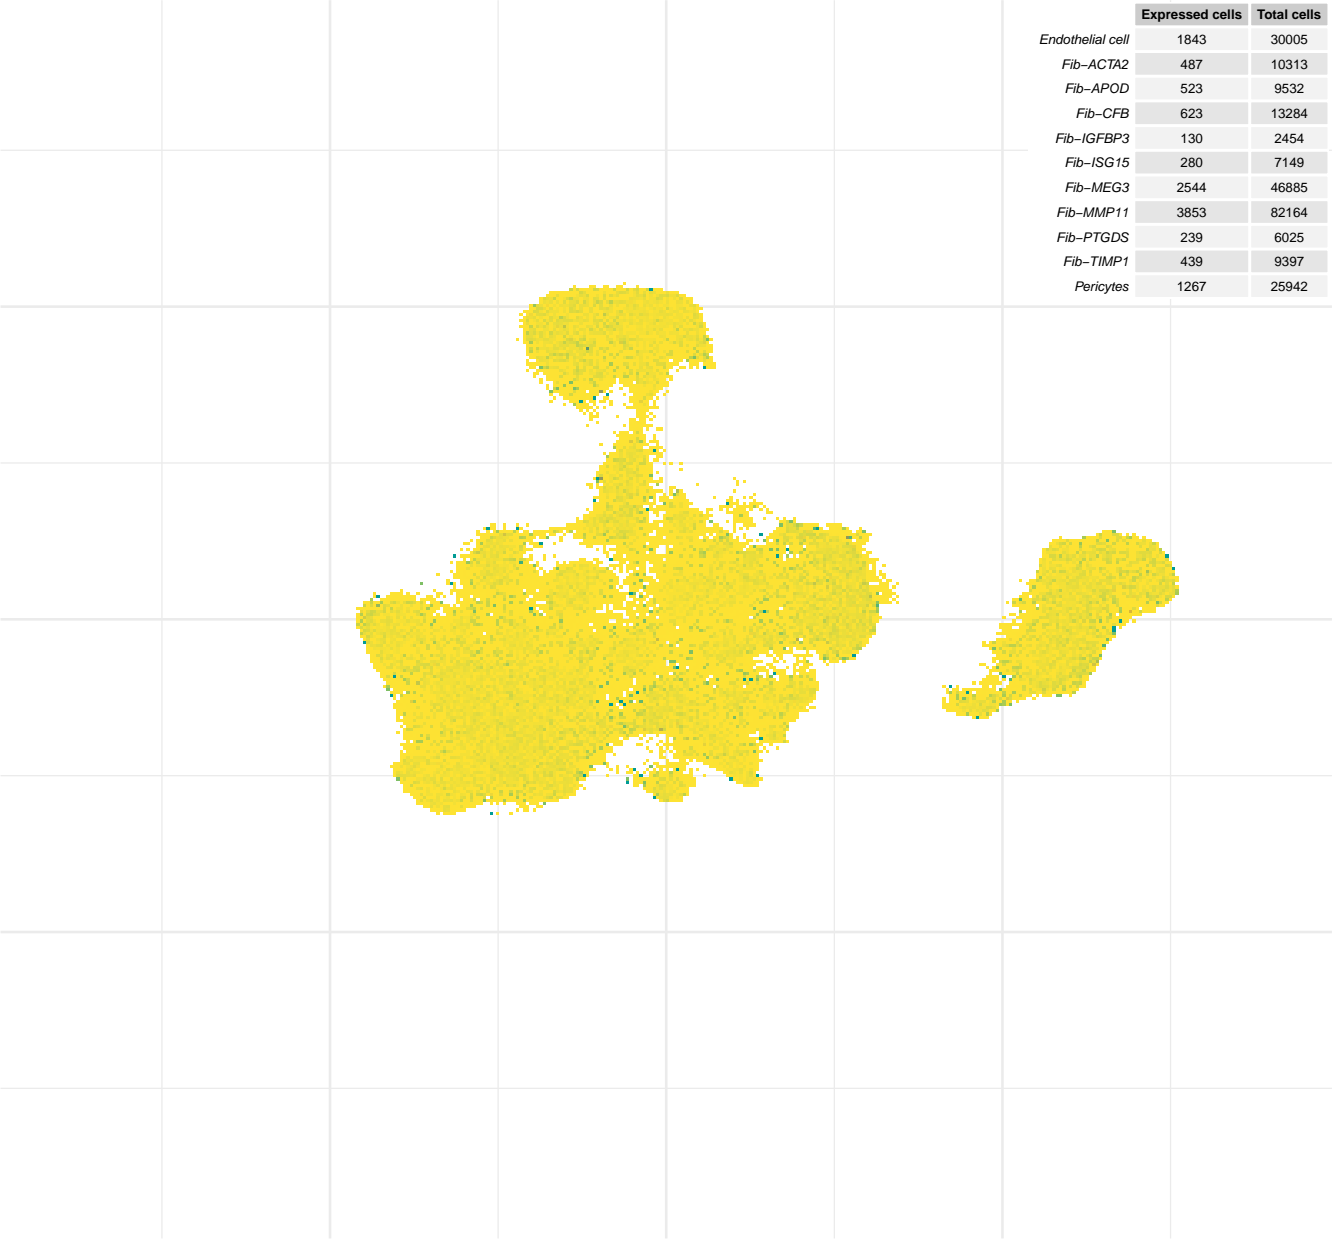 Expressed cells Total cells
Endothelial cell 1843 30005
Fib−ACTA2 487 10313
Fib−APOD 523 9532
Fib−CFB 623 13284
Fib−IGFBP3 130 2454
Fib−ISG15 280 7149
Fib−MEG3 2544 46885
Fib−MMP11 3853 82164
Fib−PTGDS 239 6025
Fib−TIMP1 439 9397
Pericytes 1267 25942